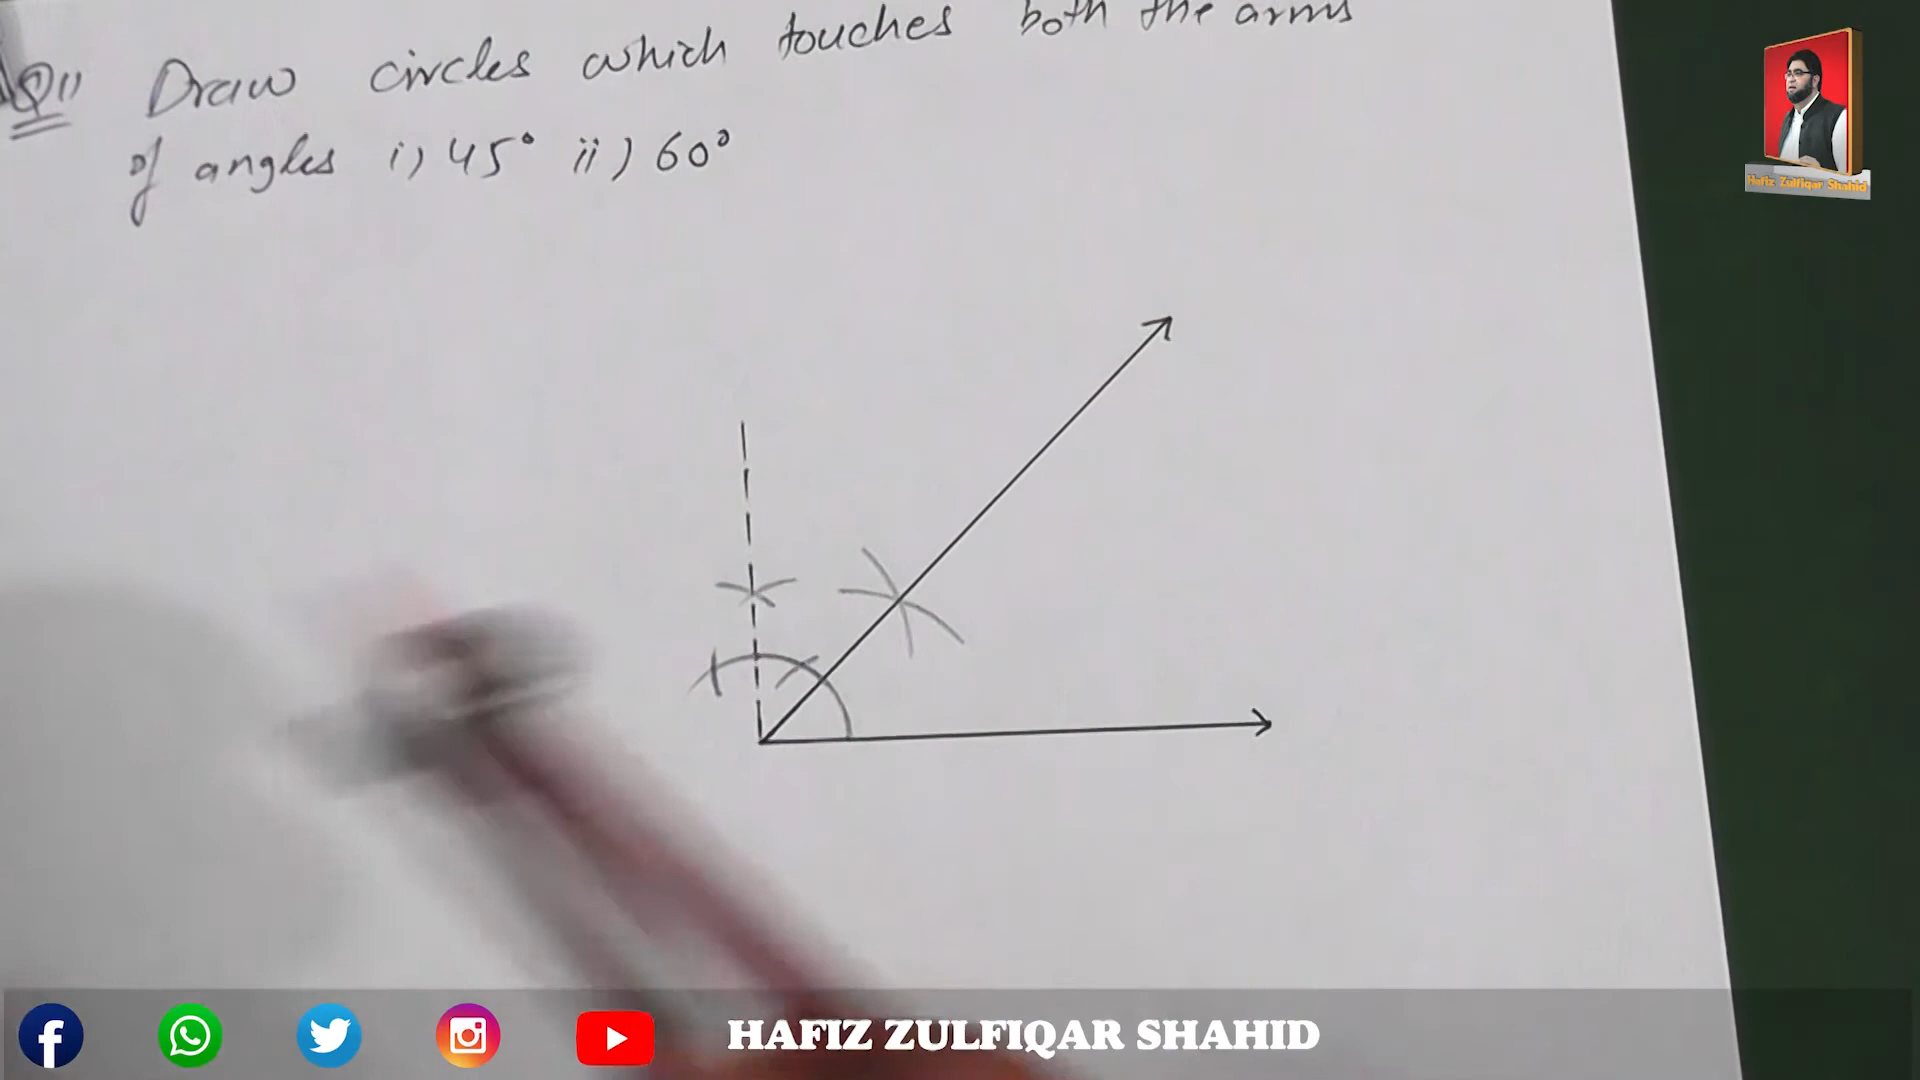 Q11 Draw circles which touches both the arms
of angles i) 45° ii) 60°
Hafiz Zulfiqar Shahid
HAFIZ ZULFIQAR SHAHID